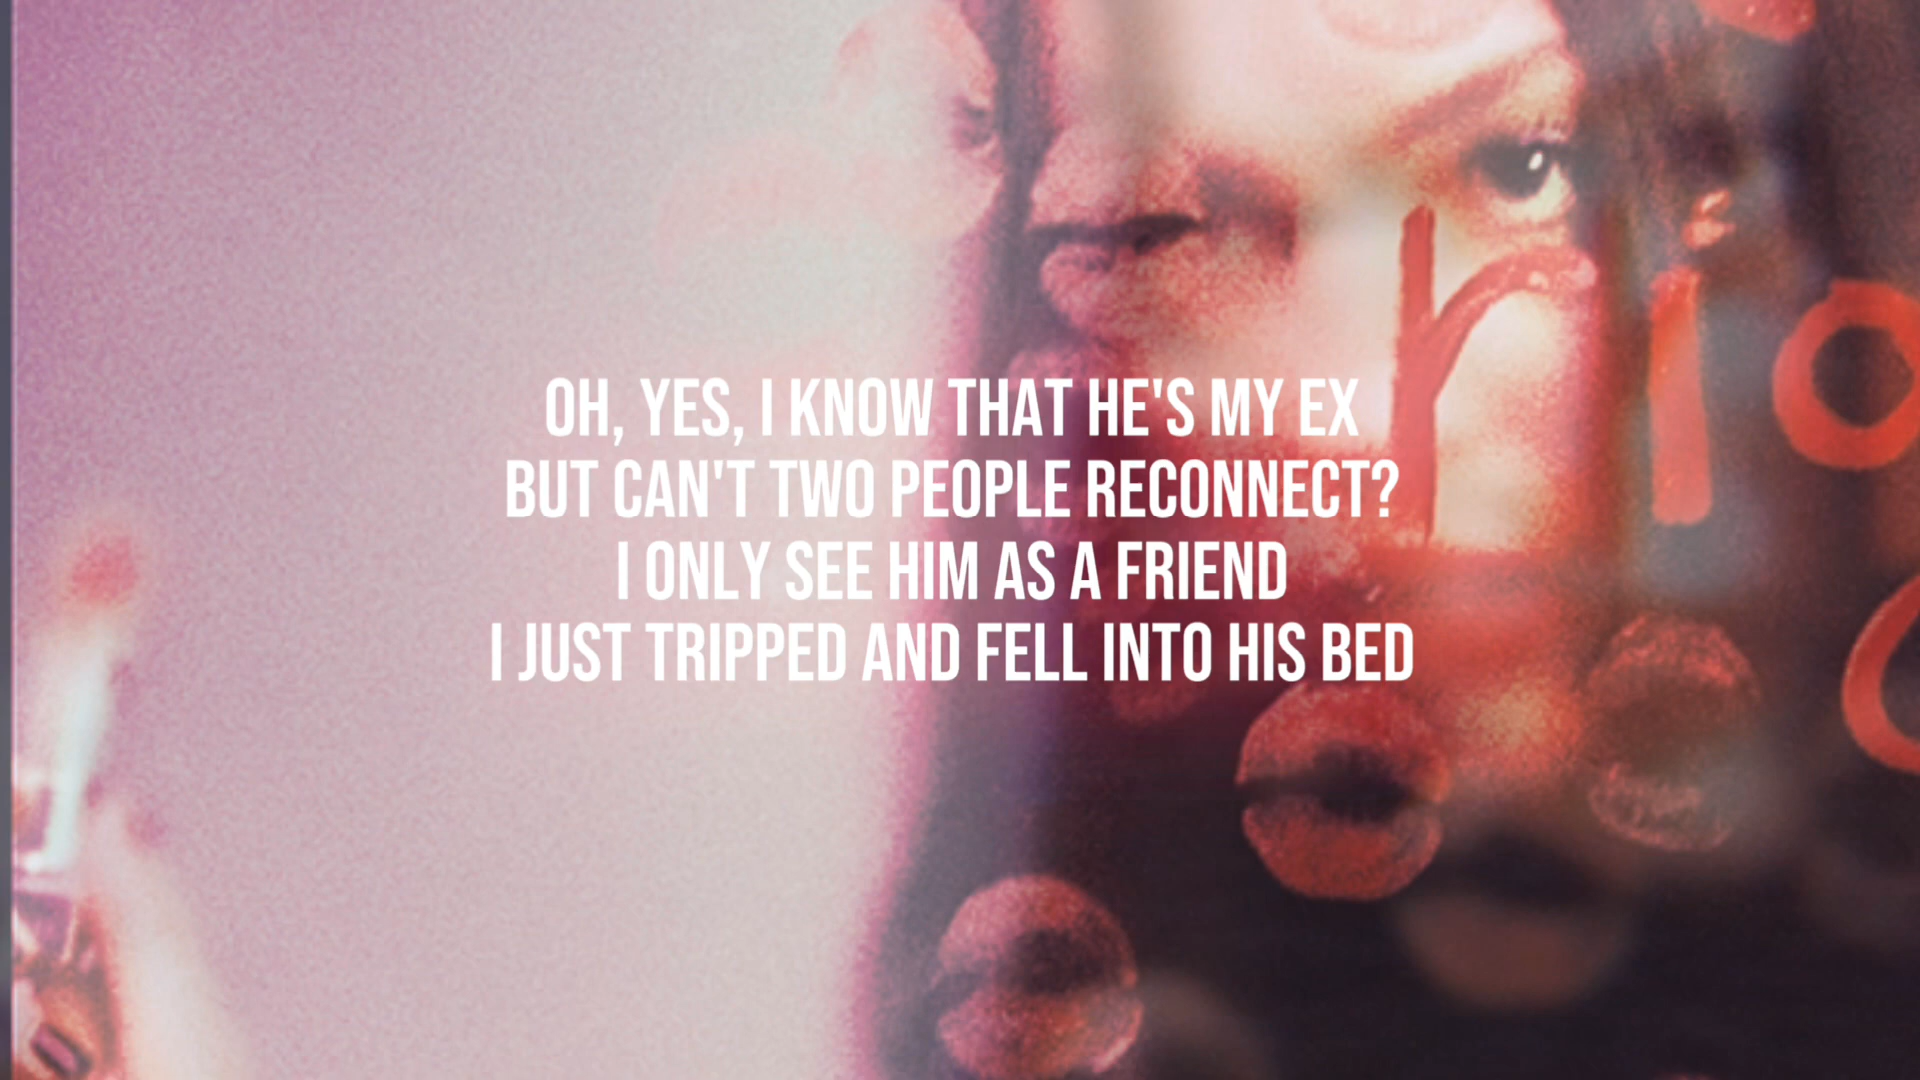 OH, YES, I KNOW THAT HE'S MY EX
BUT CAN'T TWO PEOPLE RECONNECT?
I ONLY SEE HIM AS A FRIEND
I JUST TRIPPED AND FELL INTO HIS BED
rio